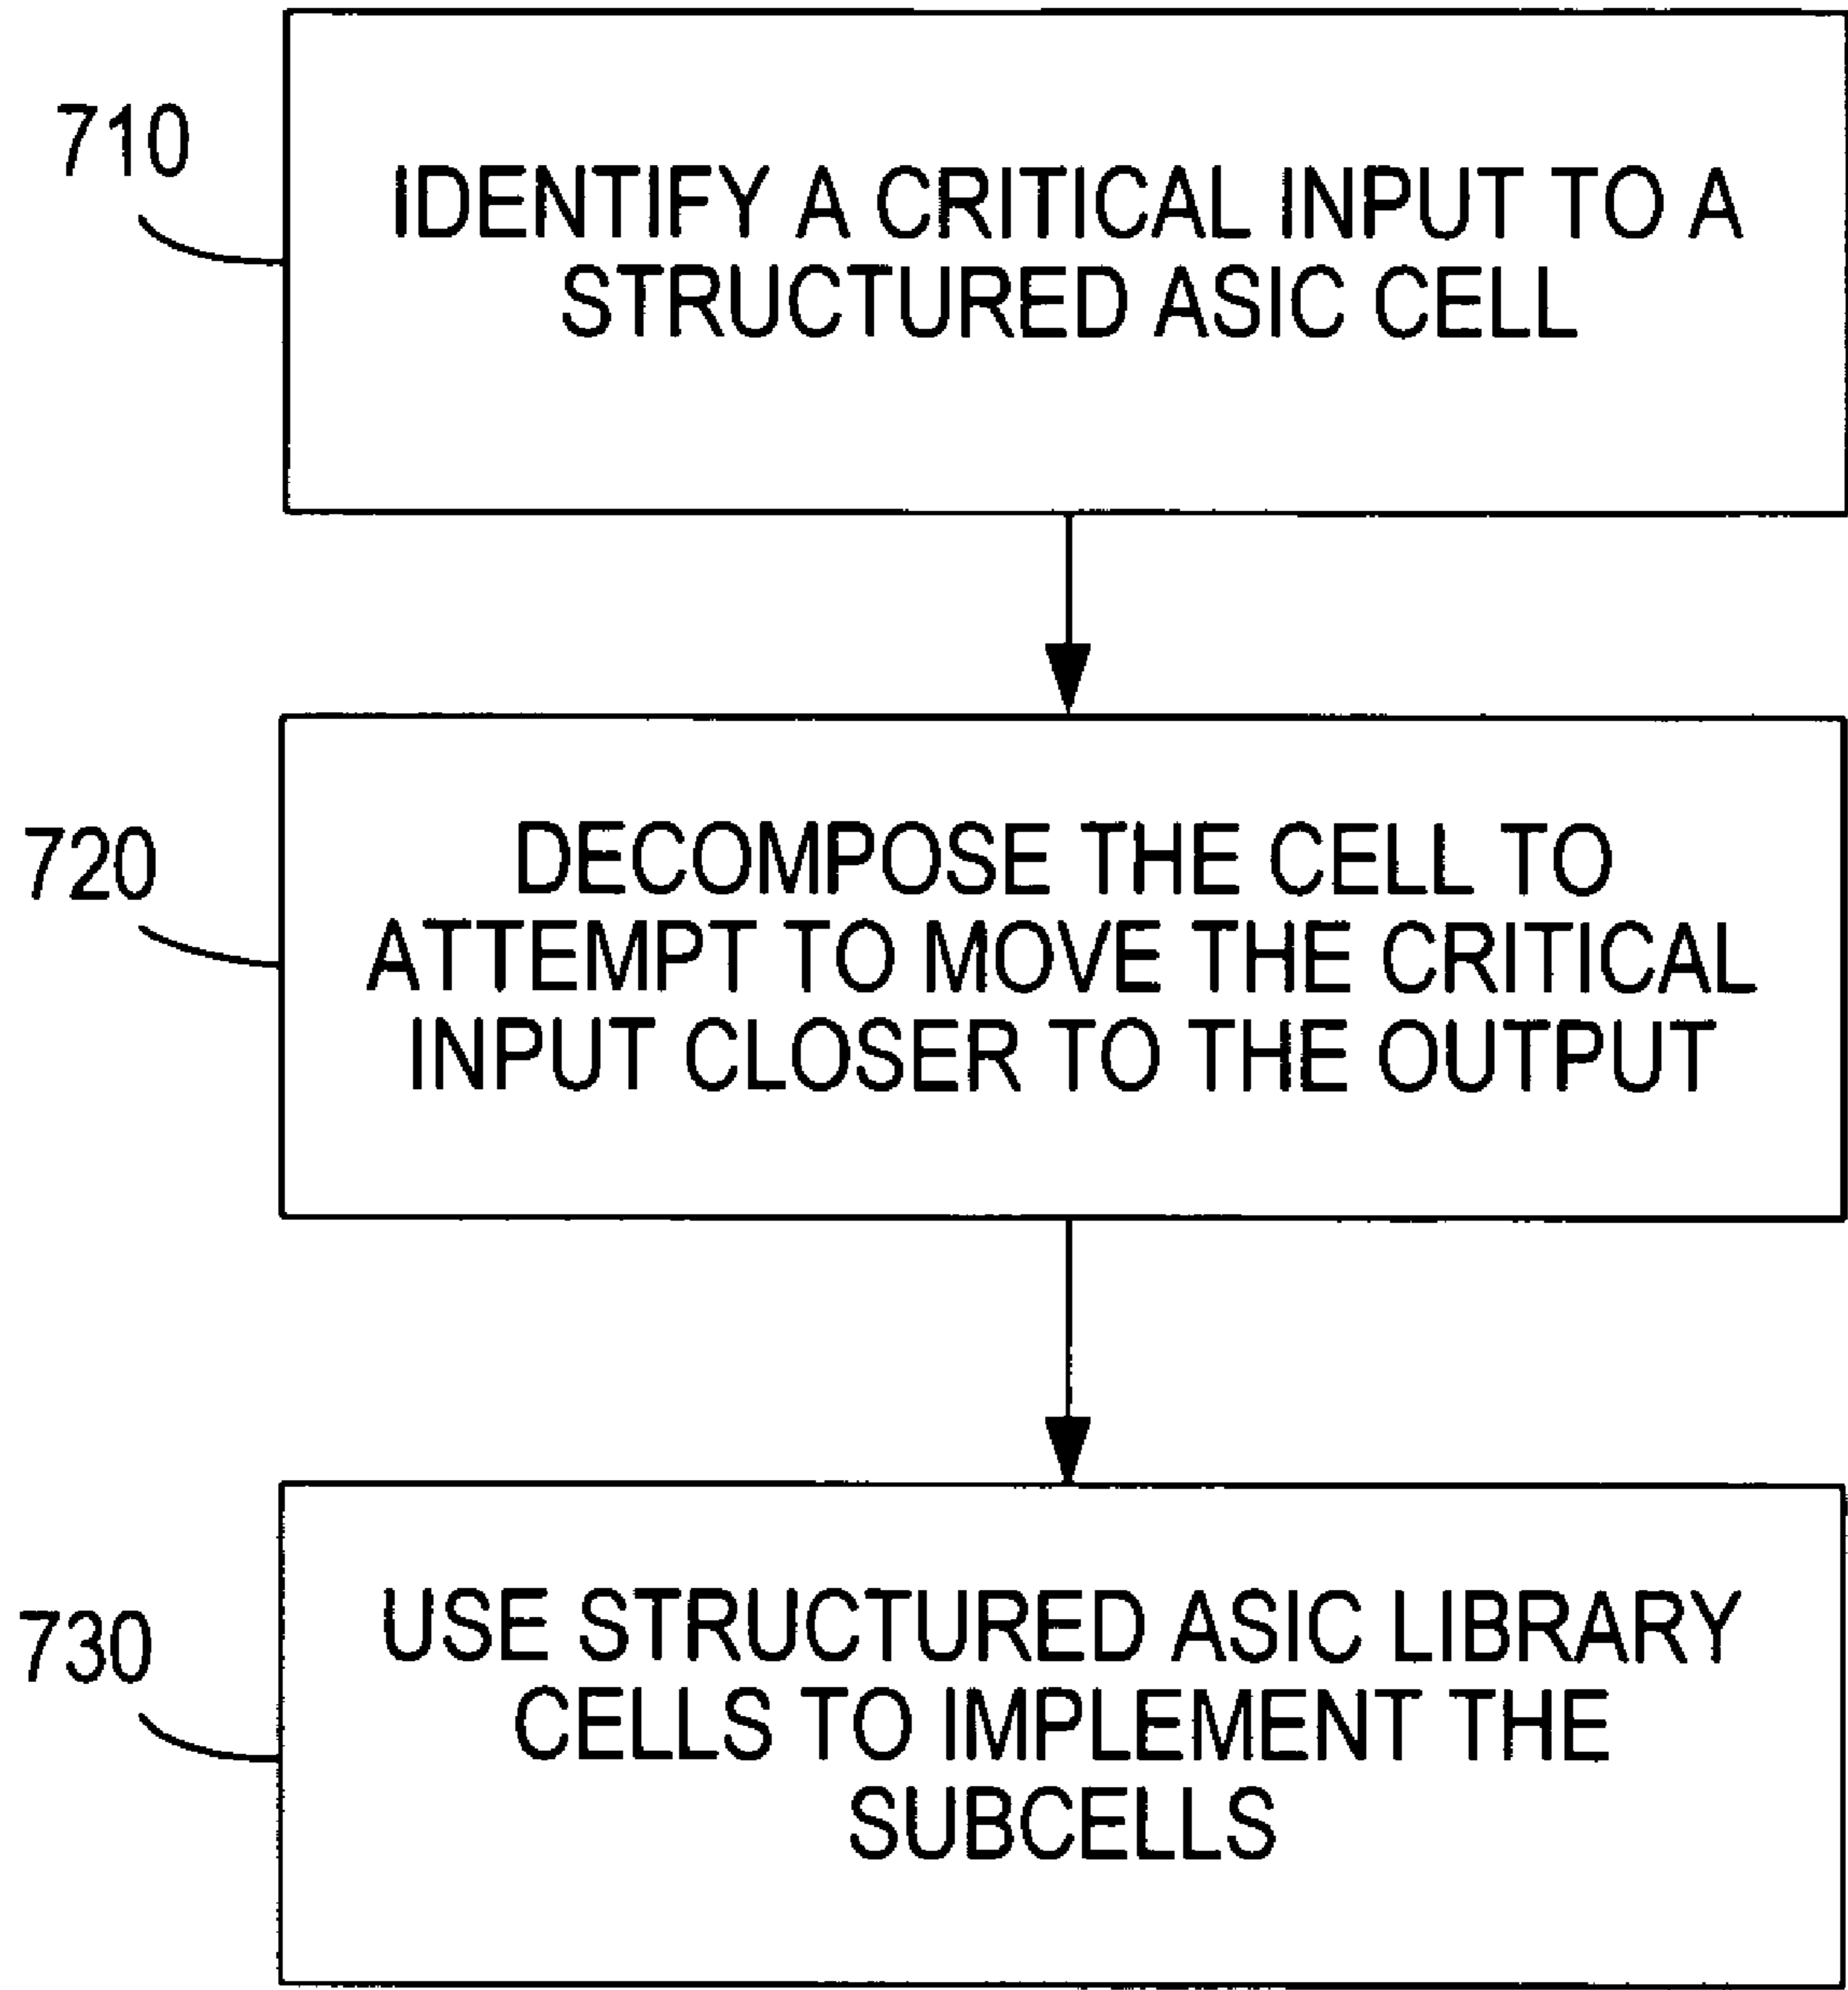 710
IDENTIFY A CRITICAL INPUT TO A
STRUCTURED ASIC CELL
720
DECOMPOSE THE CELL TO
ATTEMPT TO MOVE THE CRITICAL
INPUT CLOSER TO THE OUTPUT
730
USE STRUCTURED ASIC LIBRARY
CELLS TO IMPLEMENT THE
SUBCELLS